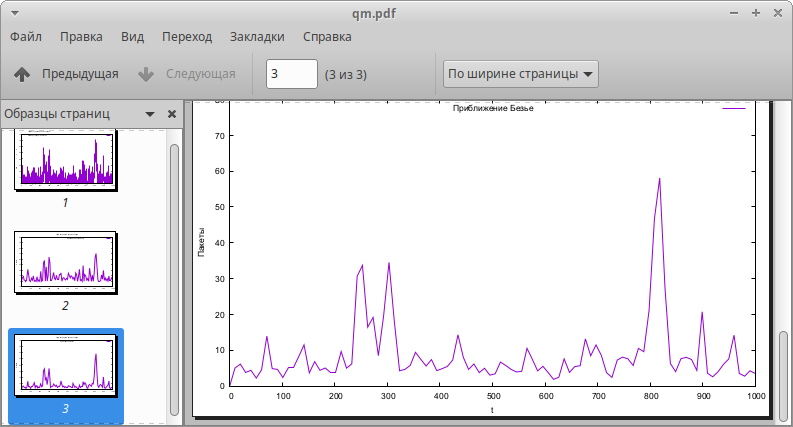 qm.pdf
Файл Правка Вид Переход Закладки Справка
Предыдущая Следующая 3 (3 из 3) По ширине страницы
Образцы страниц
1
2
3
80
Приближение Безье
70
60
50
40
30
20
10
0
Пакеты
0 100 200 300 400 500 600 700 800 900 1000
t